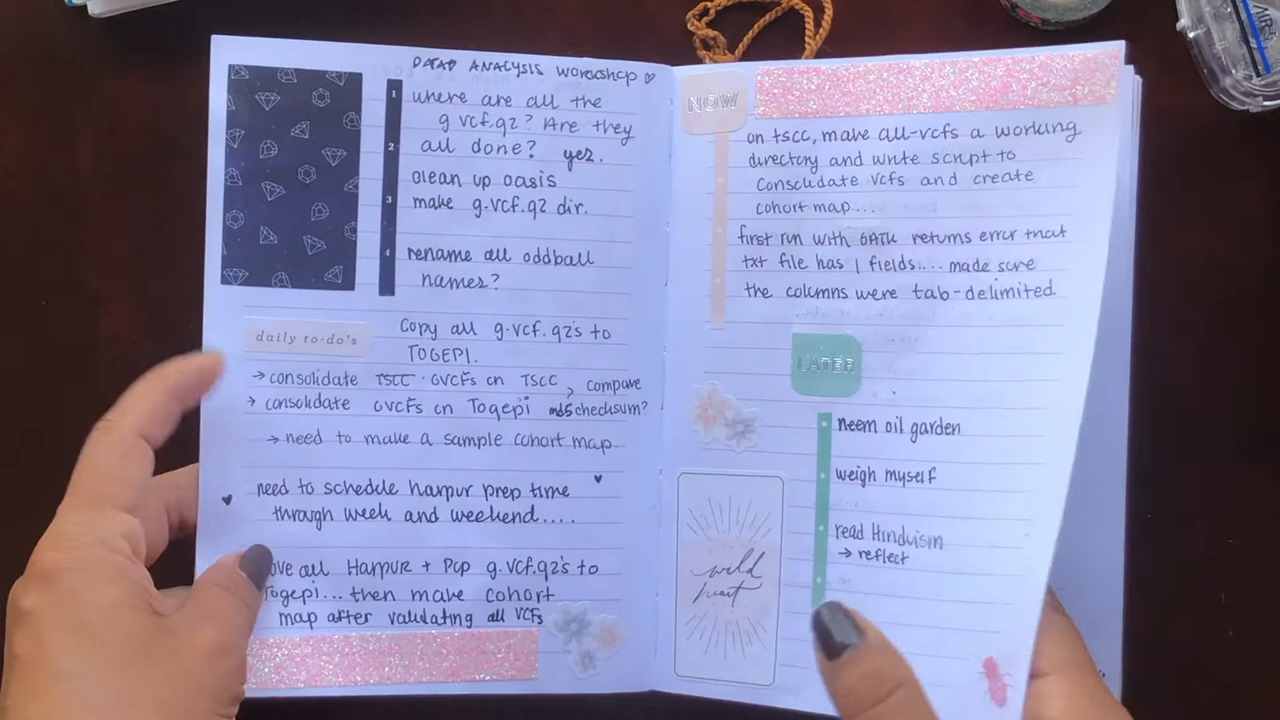 DATA ANALYSIS Workshop
1
where are all the
g vcf.gz? Are they
2
all done? yez.
clean up oasis
3
make g.vcf.gz dir.
4
rename all oddball
names?
daily to-do's
Copy all g.vcf.gz's to
TOGEPI.
→ consolidate TSCC GVCFs on TSCC
→ consolidate GVCFs on Togepi
> compare
md5 checksum?
→ need to make a sample cohort map
need to schedule Harpur prep time
through week and weekend....
ove all Harpur + Pop g.vcf.gz's to
Togepi... then make cohort
map after validating all VCFs
NOW
on tscc, make all-vcfs a working
directory and write script to
Consolidate vcfs and create
cohort map....
first run with GATK returns error that
txt file has 1 fields.... made sure
the columns were tab-delimited.
LATER
neem oil garden
weigh myself
read Hinduism
→ reflect
wild
heart
AIR